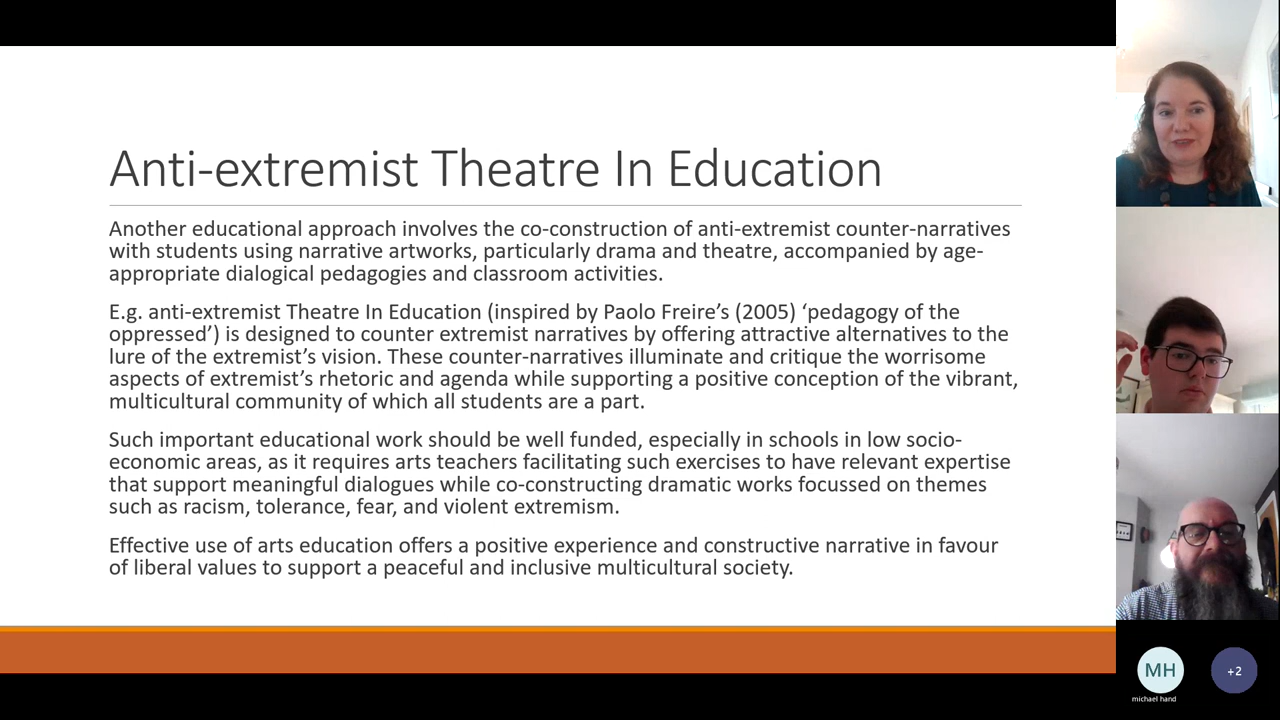 Anti-extremist Theatre In Education
Another educational approach involves the co-construction of anti-extremist counter-narratives
with students using narrative artworks, particularly drama and theatre, accompanied by age-
appropriate dialogical pedagogies and classroom activities.
E.g. anti-extremist Theatre In Education (inspired by Paolo Freire’s (2005) ‘pedagogy of the
oppressed’) is designed to counter extremist narratives by offering attractive alternatives to the
lure of the extremist’s vision. These counter-narratives illuminate and critique the worrisome
aspects of extremist’s rhetoric and agenda while supporting a positive conception of the vibrant,
multicultural community of which all students are a part.
Such important educational work should be well funded, especially in schools in low socio-
economic areas, as it requires arts teachers facilitating such exercises to have relevant expertise
that support meaningful dialogues while co-constructing dramatic works focussed on themes
such as racism, tolerance, fear, and violent extremism.
Effective use of arts education offers a positive experience and constructive narrative in favour
of liberal values to support a peaceful and inclusive multicultural society.
MH
+2
michael hand